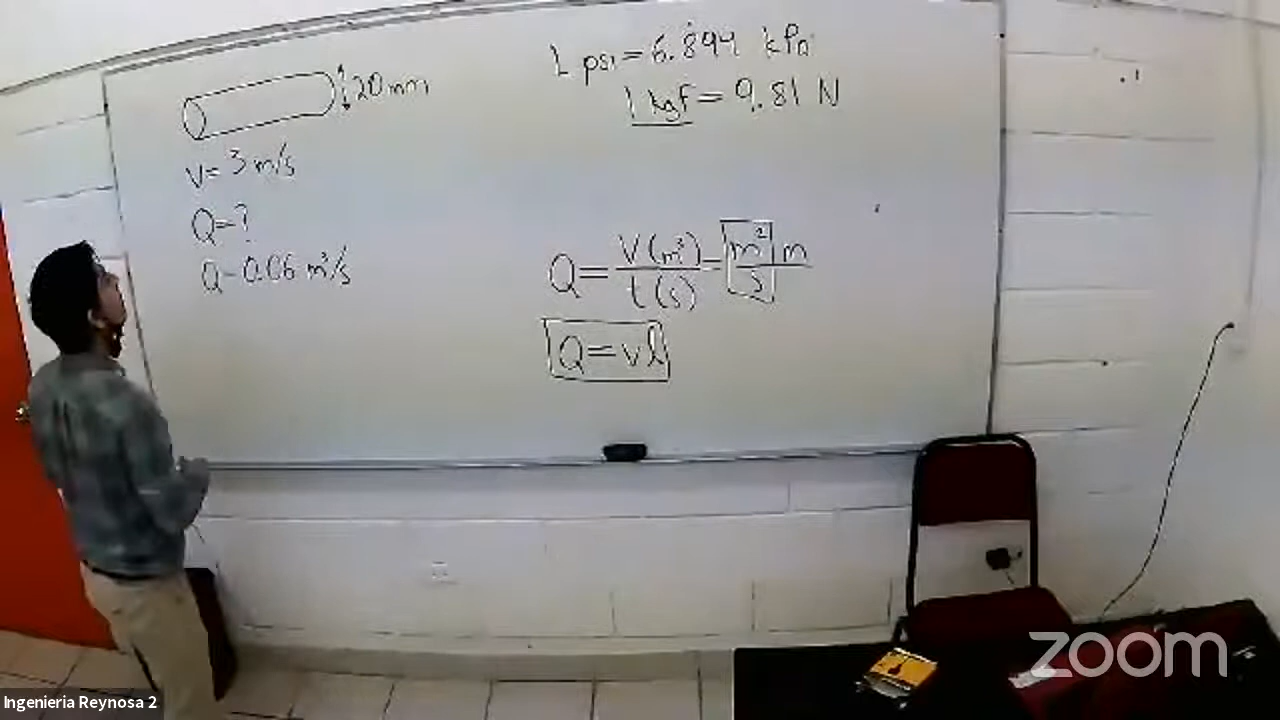 20 mm
V= 3 m/s
Q=?
Q=0.06 m³/s
1 psi = 6.894 kPa
1 kgf = 9.81 N
Q = V(m³)/t(s) = m² m/s
Q = vl
zoom
Ingenieria Reynosa 2